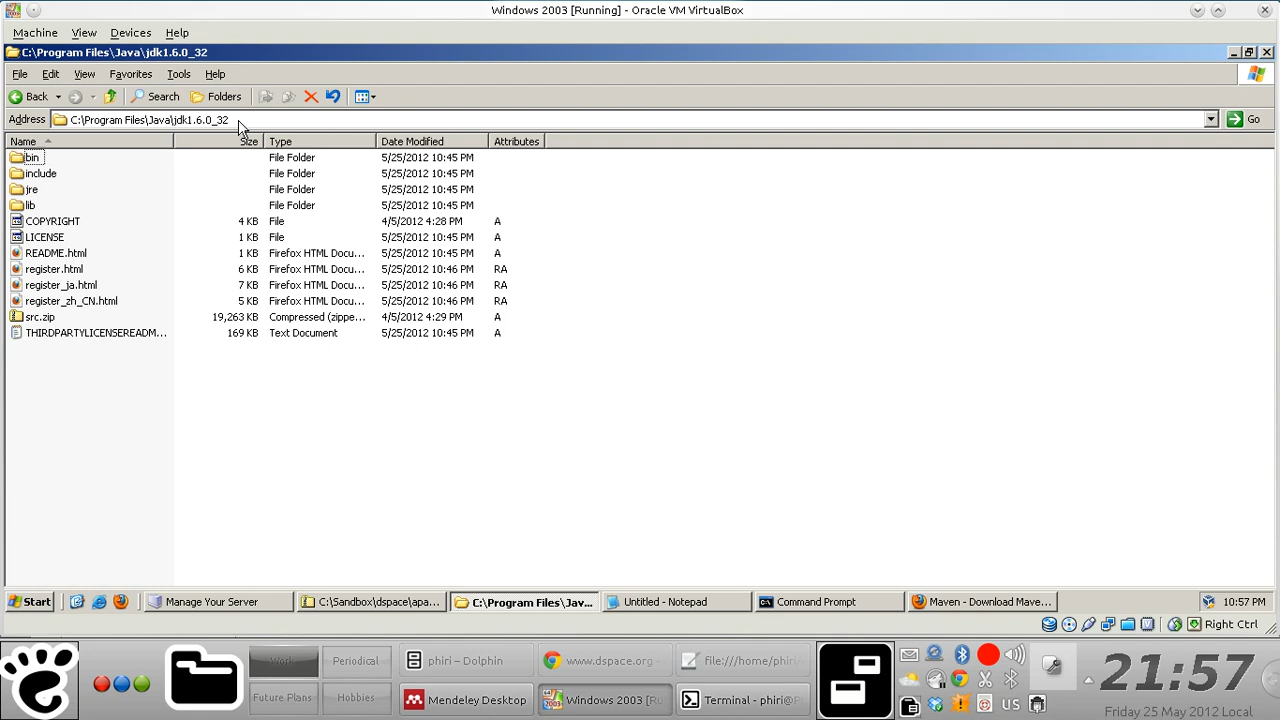 Windows 2003 [Running] - Oracle VM VirtualBox
Machine View Devices Help
C:\Program Files\Java\jdk1.6.0_32
File Edit View Favorites Tools Help
Back Search Folders
Address C:\Program Files\Java\jdk1.6.0_32 Go
Name Size Type Date Modified Attributes
bin File Folder 5/25/2012 10:45 PM
include File Folder 5/25/2012 10:45 PM
jre File Folder 5/25/2012 10:45 PM
lib File Folder 5/25/2012 10:45 PM
COPYRIGHT 4 KB File 4/5/2012 4:28 PM A
LICENSE 1 KB File 5/25/2012 10:45 PM A
README.html 1 KB Firefox HTML Docu... 5/25/2012 10:45 PM A
register.html 6 KB Firefox HTML Docu... 5/25/2012 10:46 PM RA
register_ja.html 7 KB Firefox HTML Docu... 5/25/2012 10:46 PM RA
register_zh_CN.html 5 KB Firefox HTML Docu... 5/25/2012 10:46 PM RA
src.zip 19,263 KB Compressed (zippe... 4/5/2012 4:29 PM A
THIRDPARTYLICENSEREADM... 169 KB Text Document 5/25/2012 10:45 PM A
Start Manage Your Server C:\Sandbox\dspace\apa... C:\Program Files\Jav... Untitled - Notepad Command Prompt Maven - Download Mave... 10:57 PM
Right Ctrl
Work Periodical phiri – Dolphin www.dspace.org - file:///home/phiri
Future Plans Hobbies Mendeley Desktop Windows 2003 [Ru Terminal - phiri@ US
21:57
Friday 25 May 2012 Local